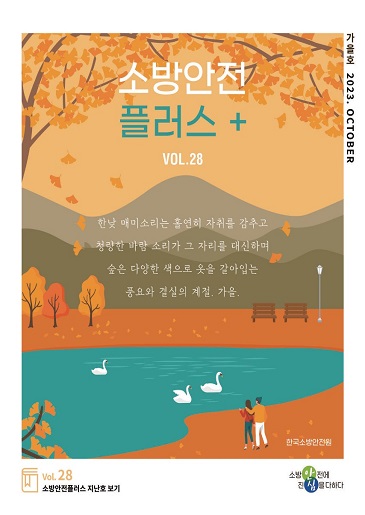 가을호 2023. OCTOBER
소방안전
플러스 +
VOL.28
한낮 매미소리는 홀연히 자취를 감추고
청량한 바람 소리가 그 자리를 대신하며
숲은 다양한 색으로 옷을 갈아입는
풍요와 결실의 계절. 가을.
한국소방안전원
Vol.28
소방안전플러스 지난호 보기
소방안전에
진심을 다하다